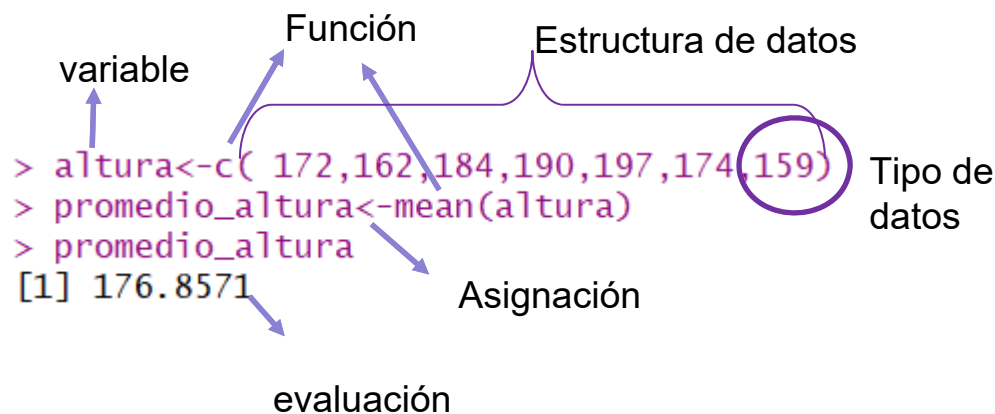 Función
Estructura de datos
variable
> altura<-c( 172,162,184,190,197,174,159)
Tipo de
datos
> promedio_altura<-mean(altura)
> promedio_altura
[1] 176.8571
Asignación
evaluación